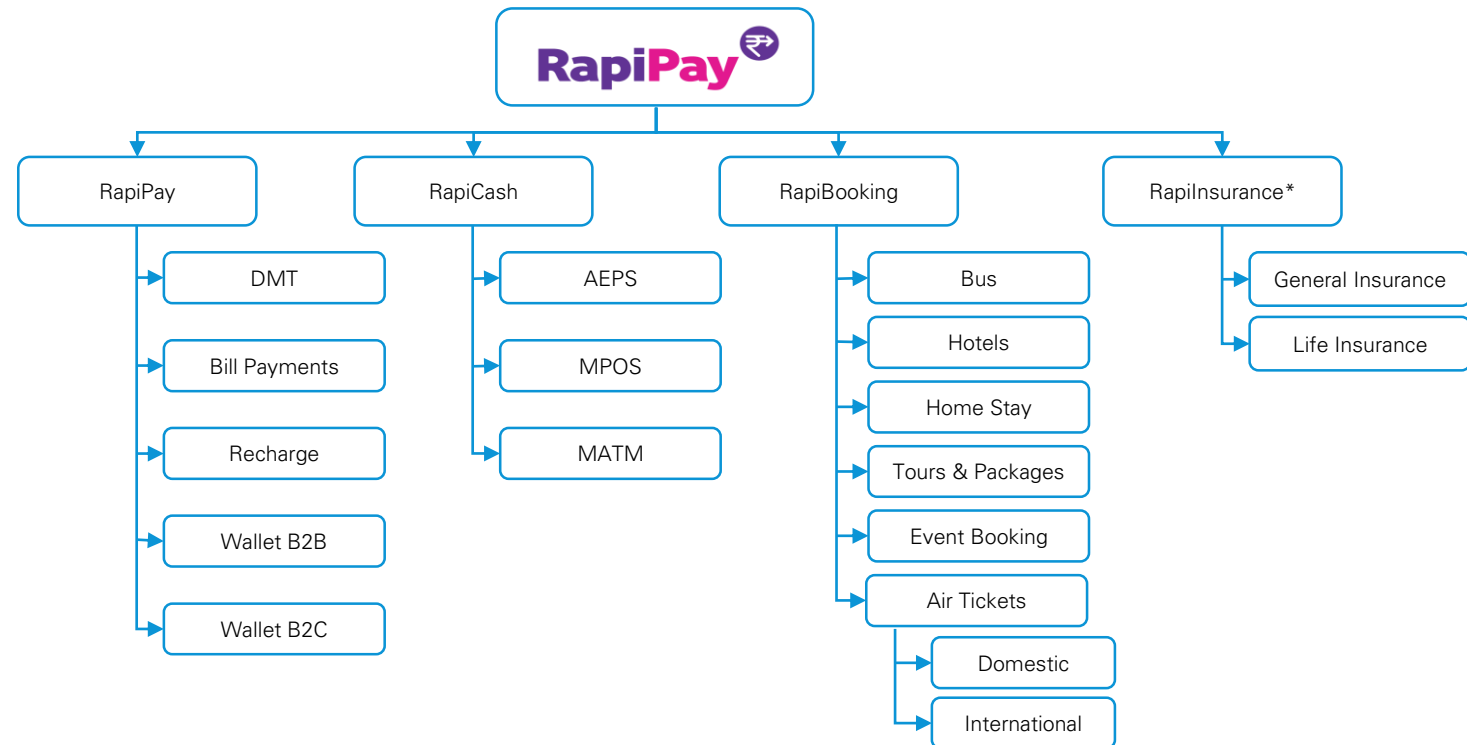 RapiPay
RapiPay
DMT
Bill Payments
Recharge
Wallet B2B
Wallet B2C
RapiCash
AEPS
MPOS
MATM
RapiBooking
Bus
Hotels
Home Stay
Tours & Packages
Event Booking
Air Tickets
Domestic
International
RapiInsurance*
General Insurance
Life Insurance